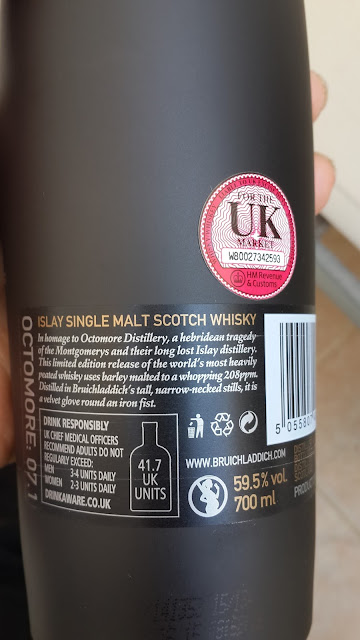 FOR THE
UK
MARKET
W80027342593
HM Revenue
& Customs
OCTOMORE: 07.1
ISLAY SINGLE MALT SCOTCH WHISKY
In homage to Octomore Distillery, a hebridean tragedy
of the Montgomerys and their long lost Islay distillery.
This limited edition release of the world's most heavily
peated whisky uses barley malted to a whopping 208ppm.
Distilled in Bruichladdich's tall, narrow-necked stills, it is
a velvet glove round an iron fist.
DRINK RESPONSIBLY
UK CHIEF MEDICAL OFFICERS
RECOMMEND ADULTS DO NOT
REGULARLY EXCEED:
MEN 3-4 UNITS DAILY
WOMEN 2-3 UNITS DAILY
DRINKAWARE.CO.UK
41.7
UK
UNITS
WWW.BRUICHLADDICH.COM
59.5% vol.
700 ml
5 055807